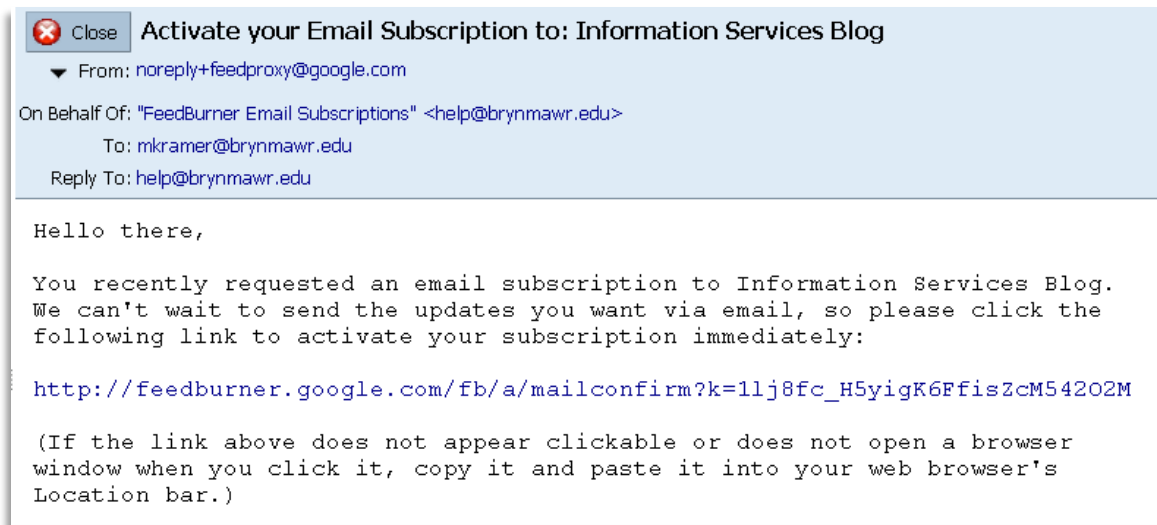 Close Activate your Email Subscription to: Information Services Blog
From: noreply+feedproxy@google.com
On Behalf Of: "FeedBurner Email Subscriptions" <help@brynmawr.edu>
To: mkramer@brynmawr.edu
Reply To: help@brynmawr.edu
Hello there,
You recently requested an email subscription to Information Services Blog.
We can't wait to send the updates you want via email, so please click the
following link to activate your subscription immediately:
http://feedburner.google.com/fb/a/mailconfirm?k=1lj8fc_H5yigK6FfisZcM542O2M
(If the link above does not appear clickable or does not open a browser
window when you click it, copy it and paste it into your web browser's
Location bar.)